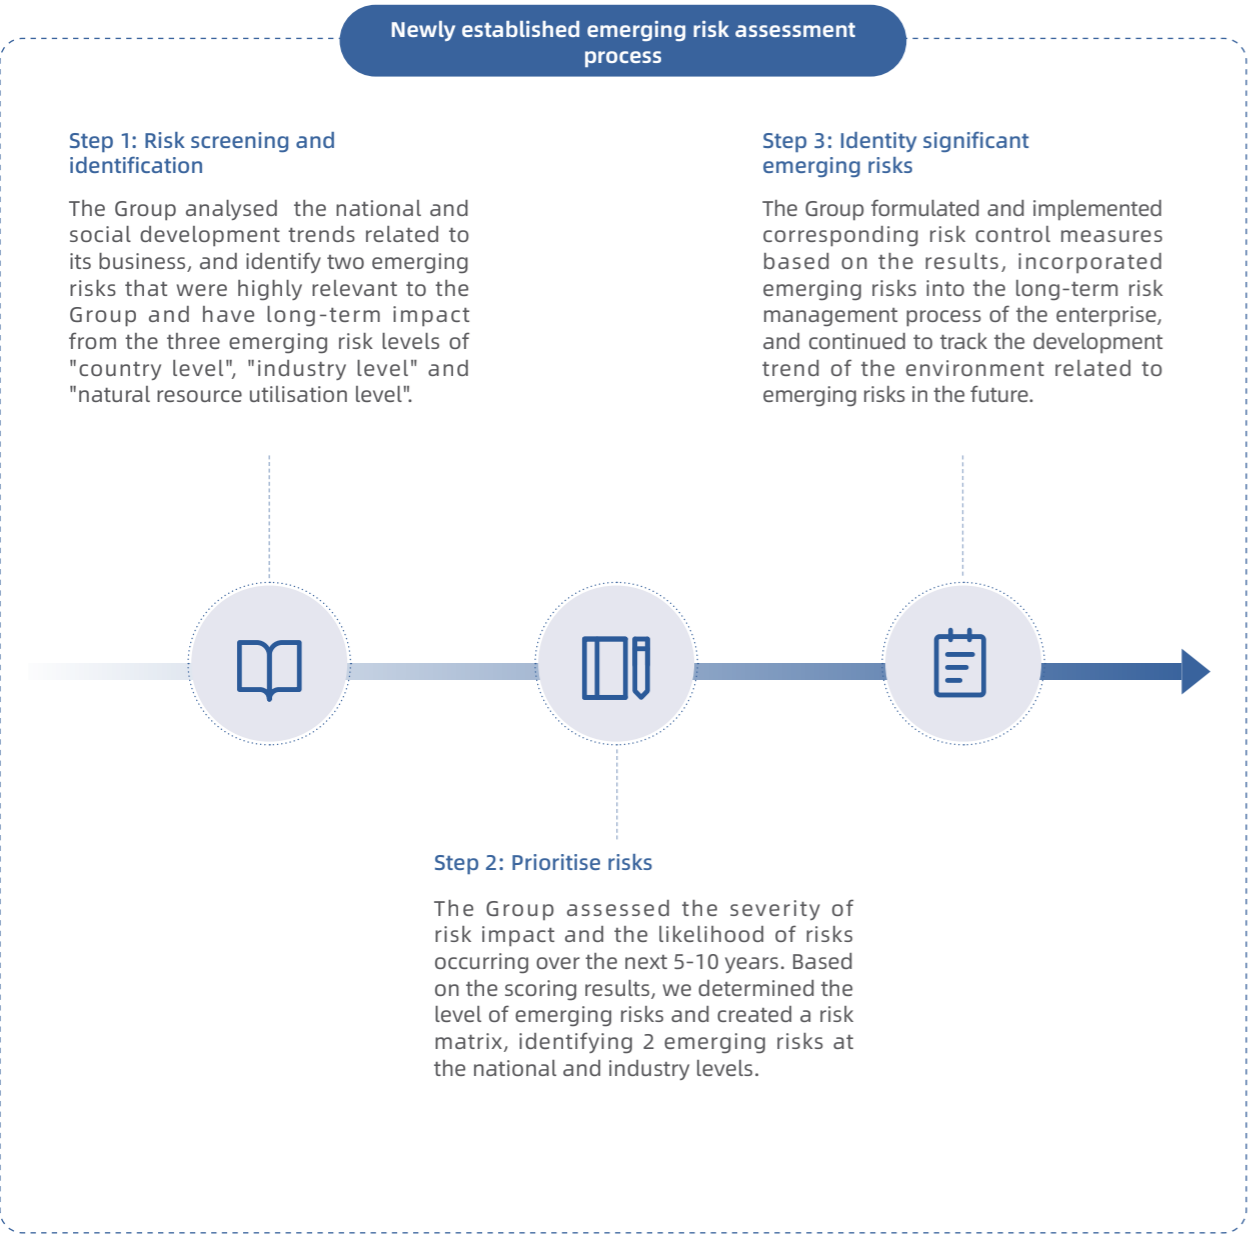 Newly established emerging risk assessment
process
Step 1: Risk screening and
identification
The Group analysed the national and
social development trends related to
its business, and identify two emerging
risks that were highly relevant to the
Group and have long-term impact
from the three emerging risk levels of
"country level", "industry level" and
"natural resource utilisation level".
Step 2: Prioritise risks
The Group assessed the severity of
risk impact and the likelihood of risks
occurring over the next 5-10 years. Based
on the scoring results, we determined the
level of emerging risks and created a risk
matrix, identifying 2 emerging risks at
the national and industry levels.
Step 3: Identity significant
emerging risks
The Group formulated and implemented
corresponding risk control measures
based on the results, incorporated
emerging risks into the long-term risk
management process of the enterprise,
and continued to track the development
trend of the environment related to
emerging risks in the future.